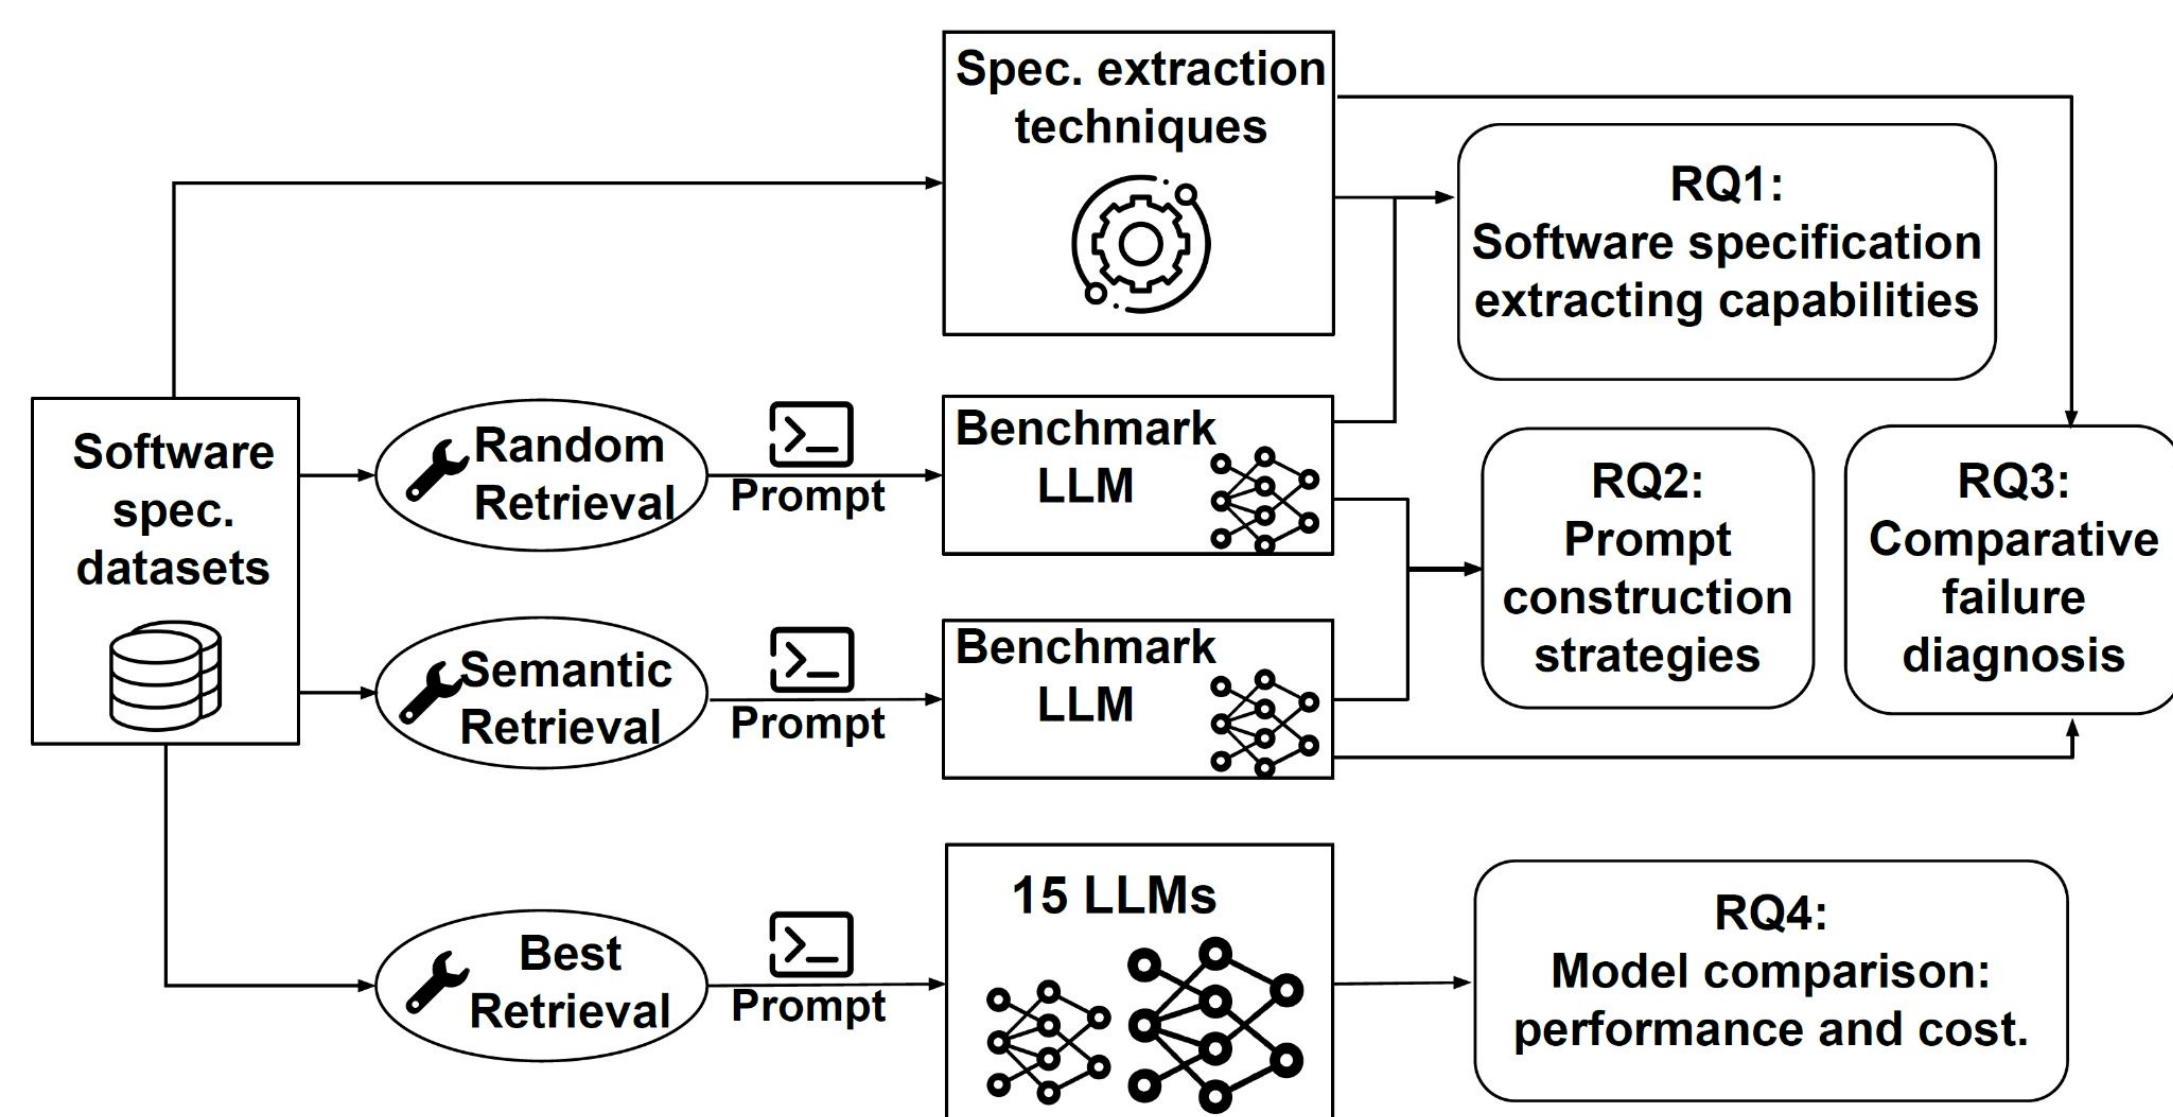 Spec. extraction
techniques
RQ1:
Software specification
extracting capabilities
Software
spec.
datasets
Random
Retrieval
Prompt
Benchmark
LLM
RQ2:
Prompt
construction
strategies
RQ3:
Comparative
failure
diagnosis
Semantic
Retrieval
Prompt
Benchmark
LLM
Best
Retrieval
Prompt
15 LLMs
RQ4:
Model comparison:
performance and cost.